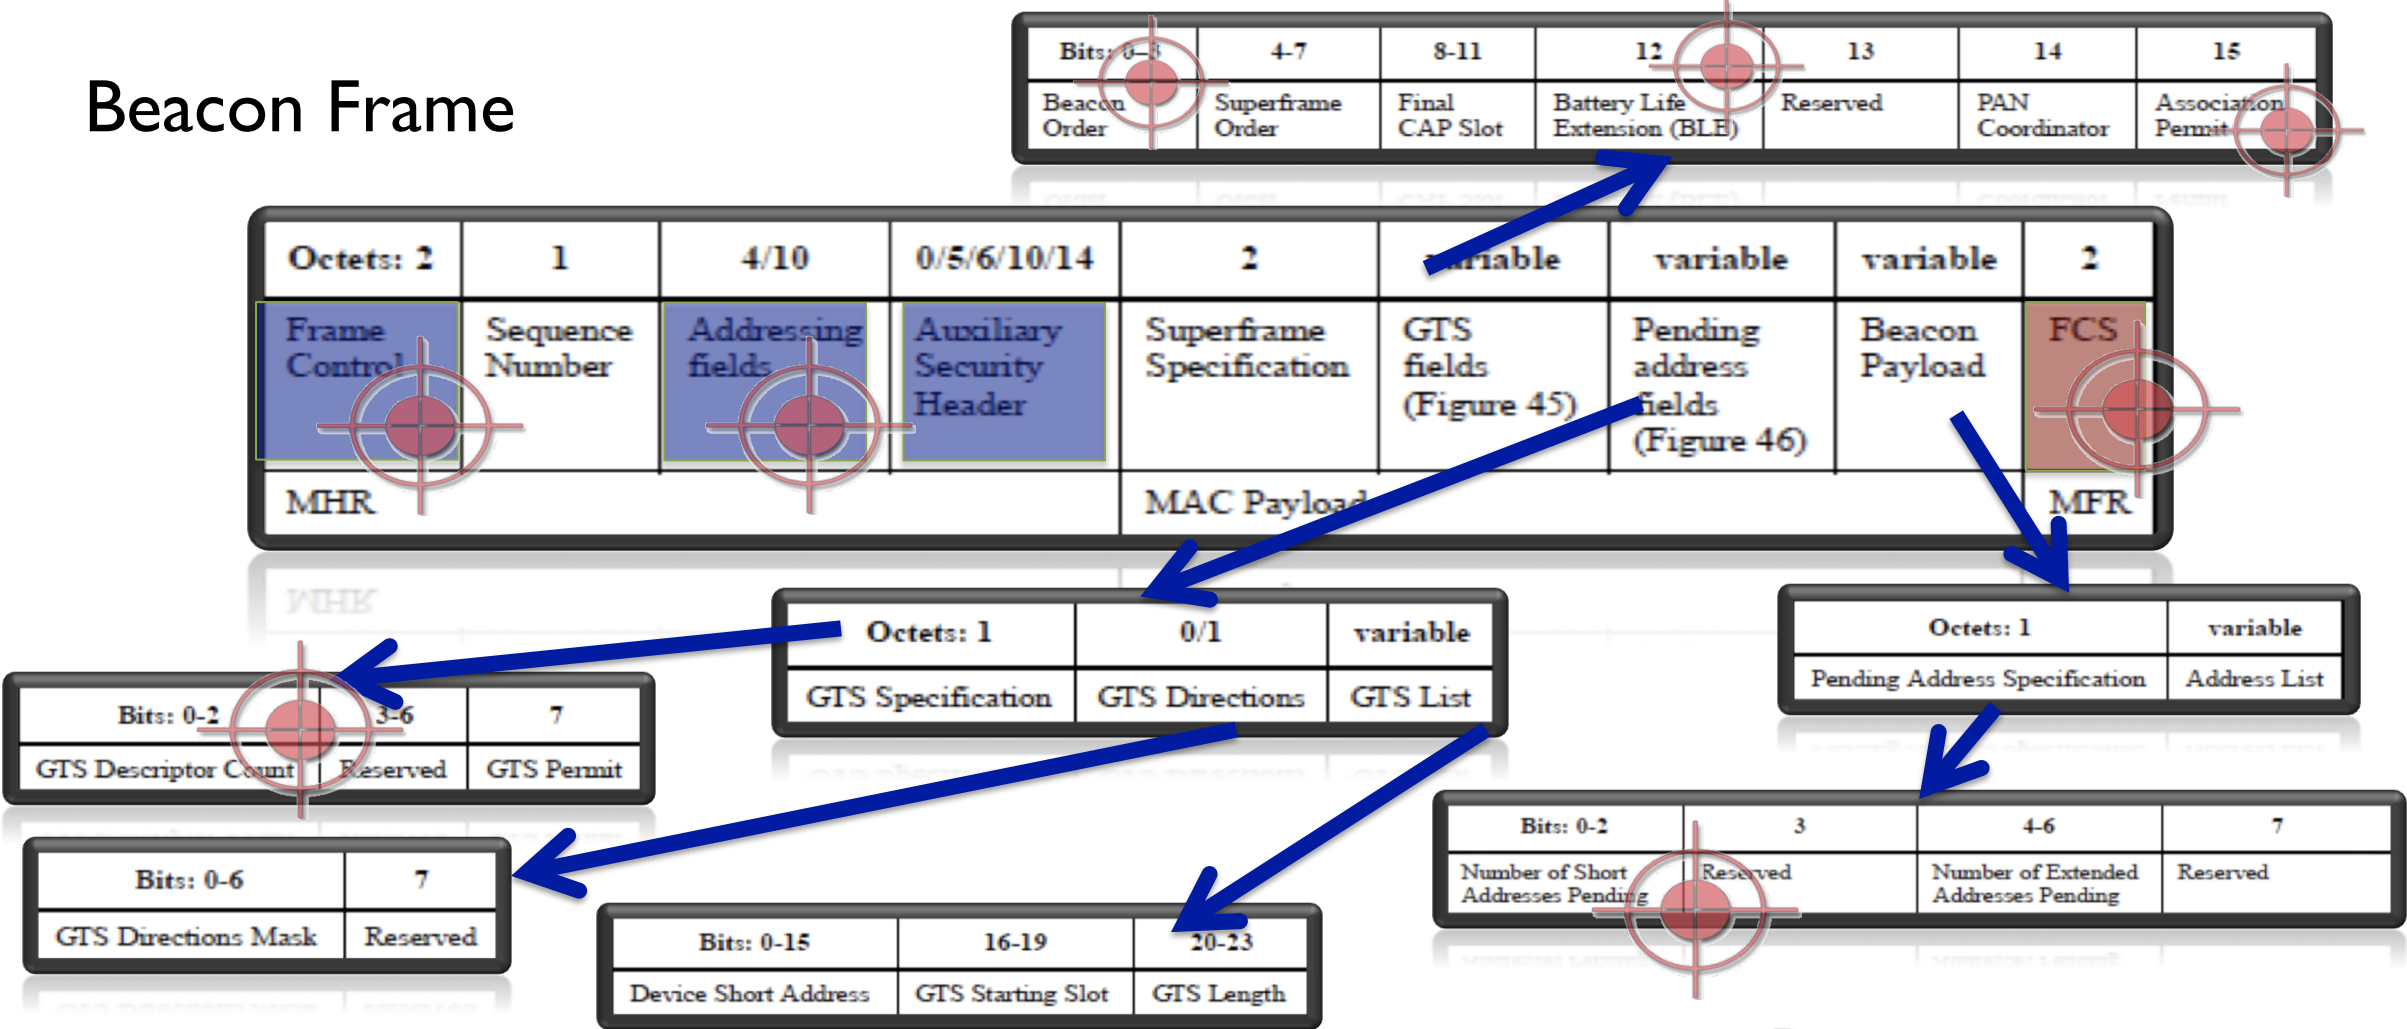 Beacon Frame
Bits: 0-3 4-7 8-11 12 13 14 15
Beacon Superframe Final Battery Life Reserved PAN Association
Order Order CAP Slot Extension (BLE) Coordinator Permit
Octets: 2 1 4/10 0/5/6/10/14 2 variable variable variable 2
Frame Sequence Addressing Auxiliary Superframe GTS Pending Beacon FCS
Control Number fields Security Specification fields address Payload
Header (Figure 45) fields
(Figure 46)
MHR MAC Payload MFR
Octets: 1 0/1 variable
GTS Specification GTS Directions GTS List
Octets: 1 variable
Pending Address Specification Address List
Bits: 0-2 3-6 7
GTS Descriptor Count Reserved GTS Permit
Bits: 0-2 3 4-6 7
Number of Short Reserved Number of Extended Reserved
Addresses Pending Addresses Pending
Bits: 0-6 7
GTS Directions Mask Reserved
Bits: 0-15 16-19 20-23
Device Short Address GTS Starting Slot GTS Length